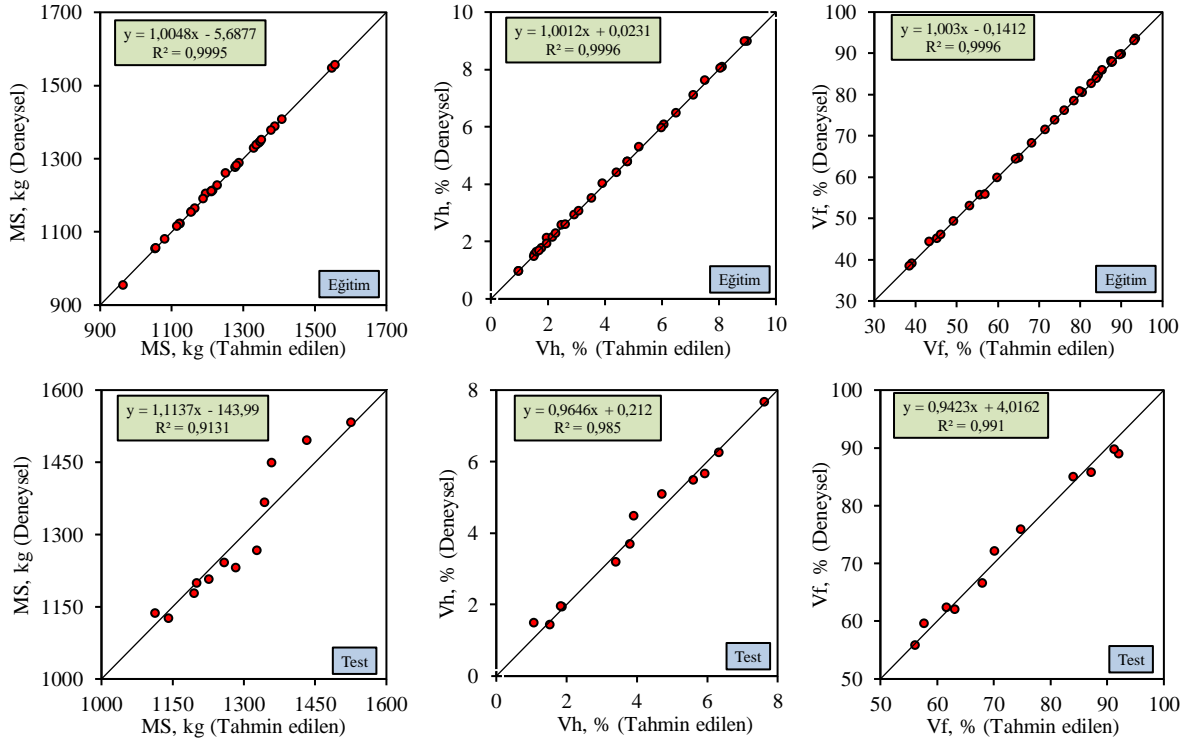 MS, kg (Deneysel)
1700
1500
1300
1100
900
y = 1,0048x - 5,6877
R² = 0,9995
Eğitim
900 1100 1300 1500 1700
MS, kg (Tahmin edilen)
Vh, % (Deneysel)
10
8
6
4
2
0
y = 1,0012x + 0,0231
R² = 0,9996
Eğitim
0 2 4 6 8 10
Vh, % (Tahmin edilen)
Vf, % (Deneysel)
100
90
80
70
60
50
40
30
y = 1,003x - 0,1412
R² = 0,9996
Eğitim
30 40 50 60 70 80 90 100
Vf, % (Tahmin edilen)
MS, kg (Deneysel)
1600
1450
1300
1150
1000
y = 1,1137x - 143,99
R² = 0,9131
Test
1000 1150 1300 1450 1600
MS, kg (Tahmin edilen)
Vh, % (Deneysel)
8
6
4
2
0
y = 0,9646x + 0,212
R² = 0,985
Test
0 2 4 6 8
Vh, % (Tahmin edilen)
Vf, % (Deneysel)
100
90
80
70
60
50
y = 0,9423x + 4,0162
R² = 0,991
Test
50 60 70 80 90 100
Vf, % (Tahmin edilen)